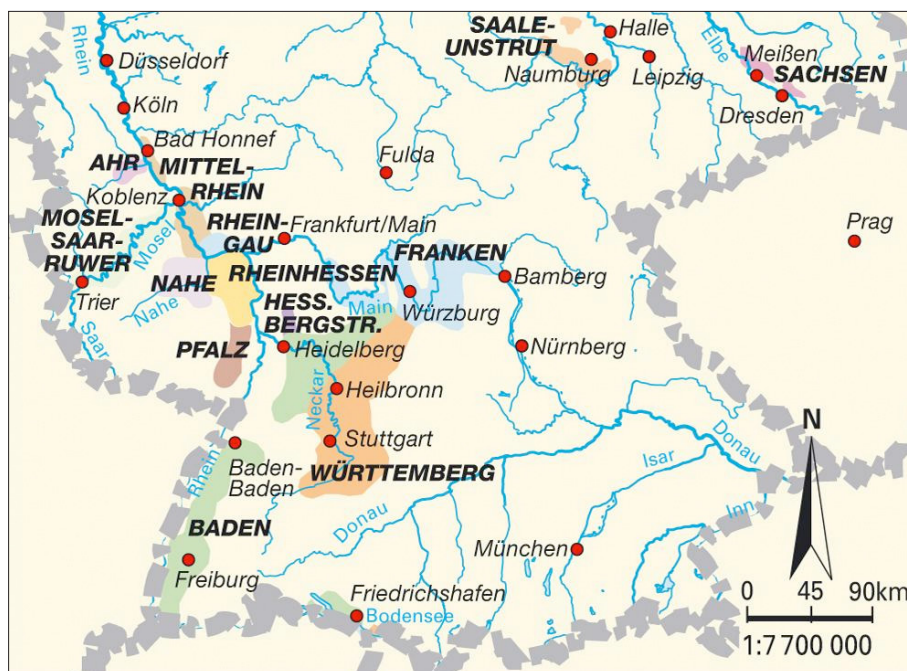 Rhein
Düsseldorf
Köln
Bad Honnef
AHR
MITTEL-
RHEIN
Koblenz
MOSEL-
SAAR-
RUWER
Mosel
Trier
Saar
NAHE
Nahe
RHEIN-
GAU
Frankfurt/Main
RHEINHESSEN
HESS.
BERGSTR.
PFALZ
Heidelberg
Neckar
Heilbronn
Stuttgart
WÜRTTEMBERG
Rhein
Baden-
Baden
BADEN
Freiburg
Friedrichshafen
Bodensee
Fulda
FRANKEN
Main
Würzburg
Bamberg
Nürnberg
SAALE-
UNSTRUT
Halle
Naumburg
Leipzig
Elbe
Meißen
SACHSEN
Dresden
Prag
Donau
Isar
Donau
Inn
München
N
0 45 90km
1:7 700 000